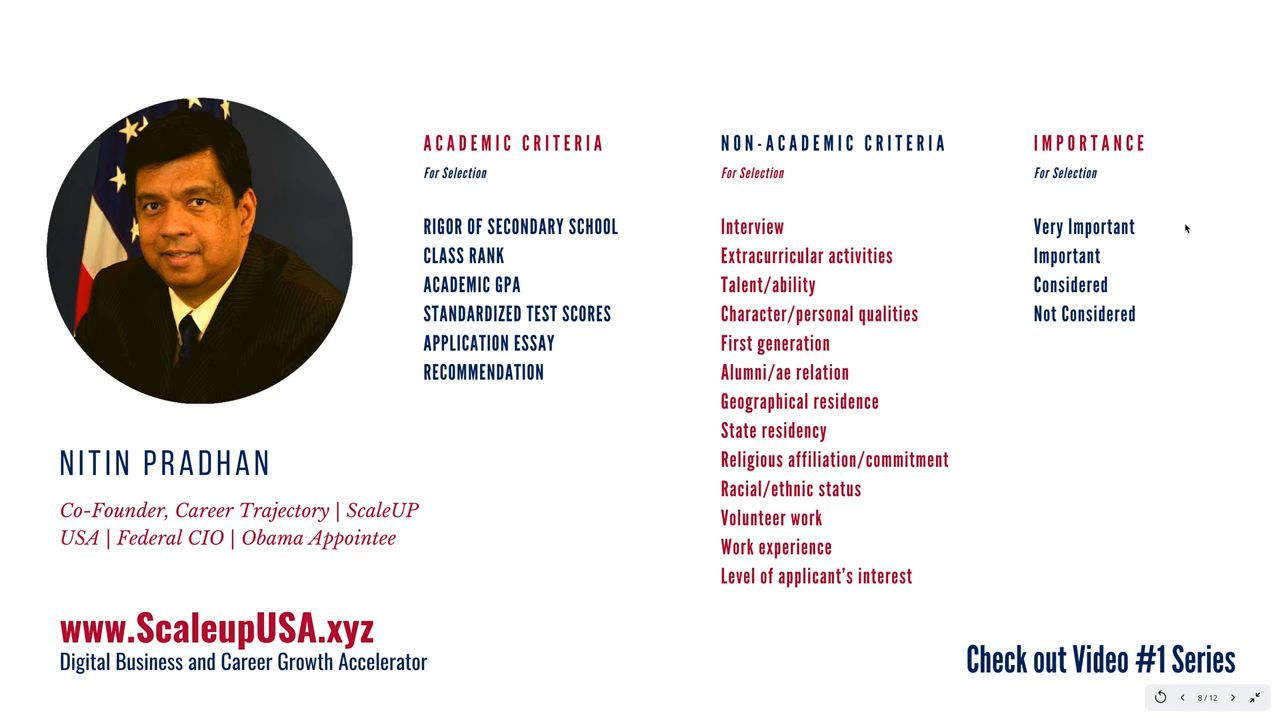 NITIN PRADHAN
Co-Founder, Career Trajectory | ScaleUP
USA | Federal CIO | Obama Appointee
www.ScaleupUSA.xyz
Digital Business and Career Growth Accelerator
ACADEMIC CRITERIA
For Selection
RIGOR OF SECONDARY SCHOOL
CLASS RANK
ACADEMIC GPA
STANDARDIZED TEST SCORES
APPLICATION ESSAY
RECOMMENDATION
NON-ACADEMIC CRITERIA
For Selection
Interview
Extracurricular activities
Talent/ability
Character/personal qualities
First generation
Alumni/ae relation
Geographical residence
State residency
Religious affiliation/commitment
Racial/ethnic status
Volunteer work
Work experience
Level of applicant's interest
IMPORTANCE
For Selection
Very Important
Important
Considered
Not Considered
Check out Video #1 Series
8 / 12